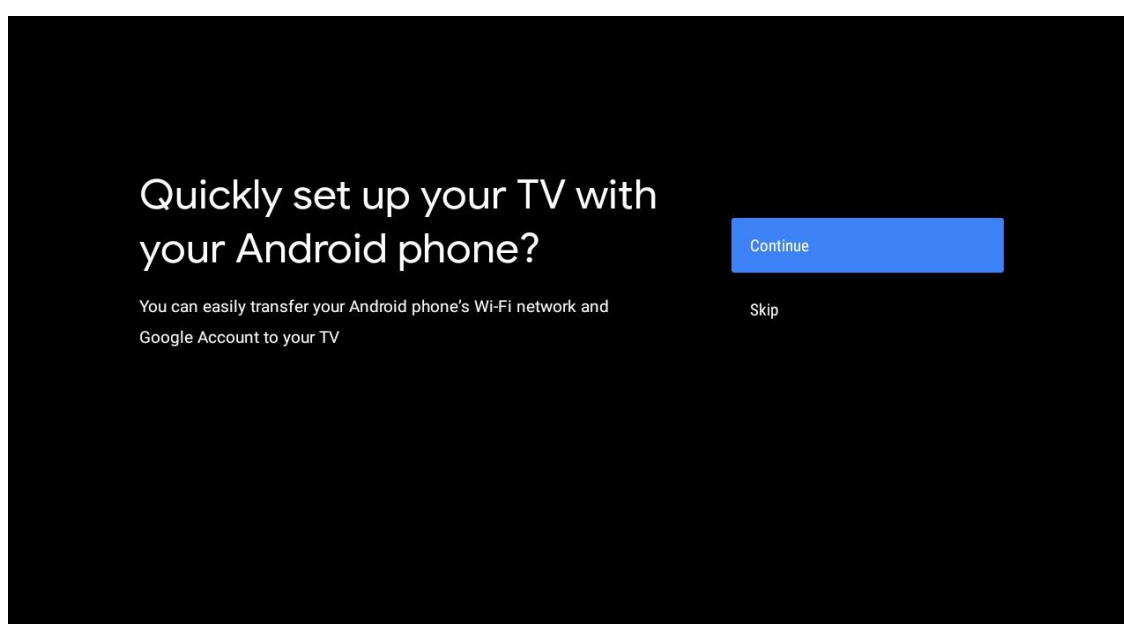 Quickly set up your TV with
your Android phone?
You can easily transfer your Android phone’s Wi-Fi network and
Google Account to your TV
Continue
Skip